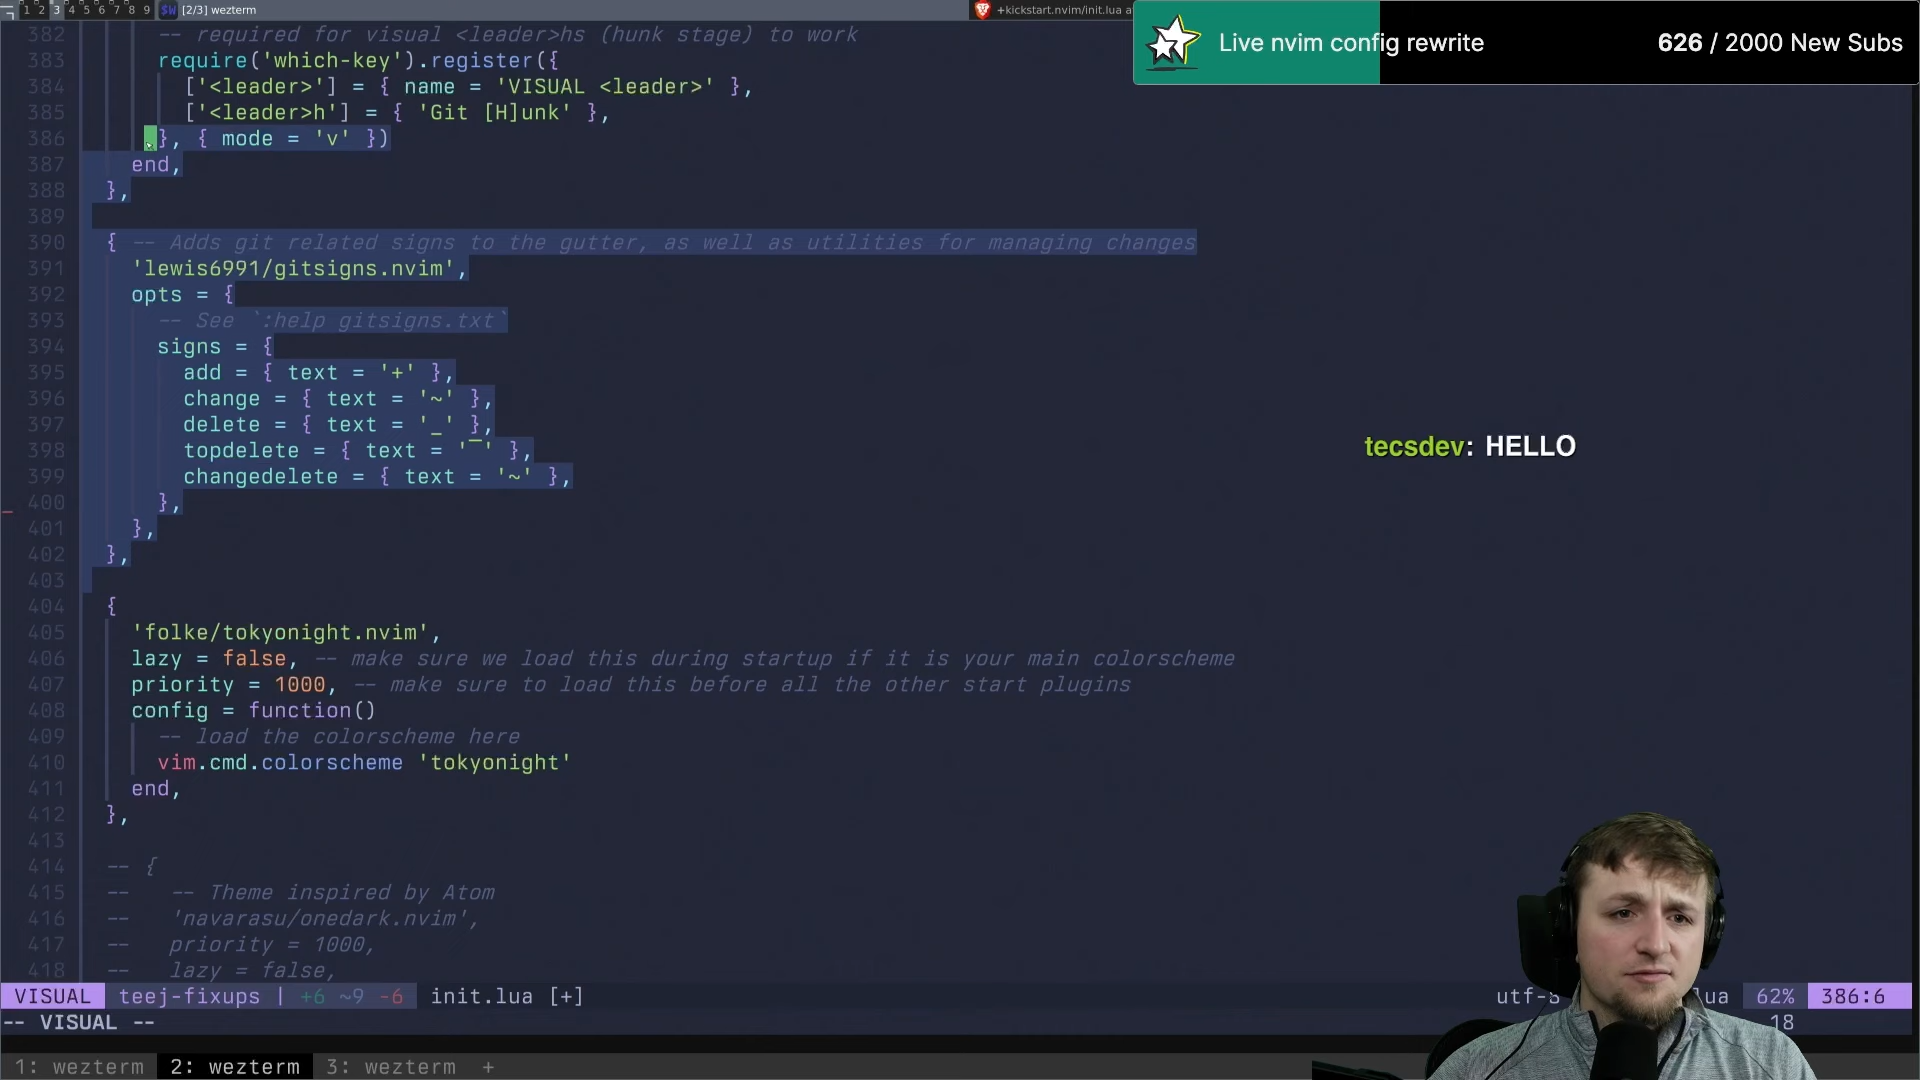 1 2 3 4 5 6 7 8 9 $W [2/3] wezterm
+kickstart.nvim/init.lua a
Live nvim config rewrite 626 / 2000 New Subs
382 -- required for visual <leader>hs (hunk stage) to work
383 require('which-key').register({
384 ['<leader>'] = { name = 'VISUAL <leader>' },
385 ['<leader>h'] = { 'Git [H]unk' },
386 }, { mode = 'v' })
387 end,
388 },
389
390 { -- Adds git related signs to the gutter, as well as utilities for managing changes
391 'lewis6991/gitsigns.nvim',
392 opts = {
393 -- See `:help gitsigns.txt`
394 signs = {
395 add = { text = '+' },
396 change = { text = '~' },
397 delete = { text = '_' },
398 topdelete = { text = '‾' },
399 changedelete = { text = '~' },
400 },
401 },
402 },
403
404 {
405 'folke/tokyonight.nvim',
406 lazy = false, -- make sure we load this during startup if it is your main colorscheme
407 priority = 1000, -- make sure to load this before all the other start plugins
408 config = function()
409 -- load the colorscheme here
410 vim.cmd.colorscheme 'tokyonight'
411 end,
412 },
413
414 -- {
415 -- -- Theme inspired by Atom
416 -- 'navarasu/onedark.nvim',
417 -- priority = 1000,
418 -- lazy = false,
tecsdev: HELLO
VISUAL teej-fixups | +6 ~9 -6 init.lua [+] utf-8 lua 62% 386:6
-- VISUAL -- 18
1: wezterm 2: wezterm 3: wezterm +